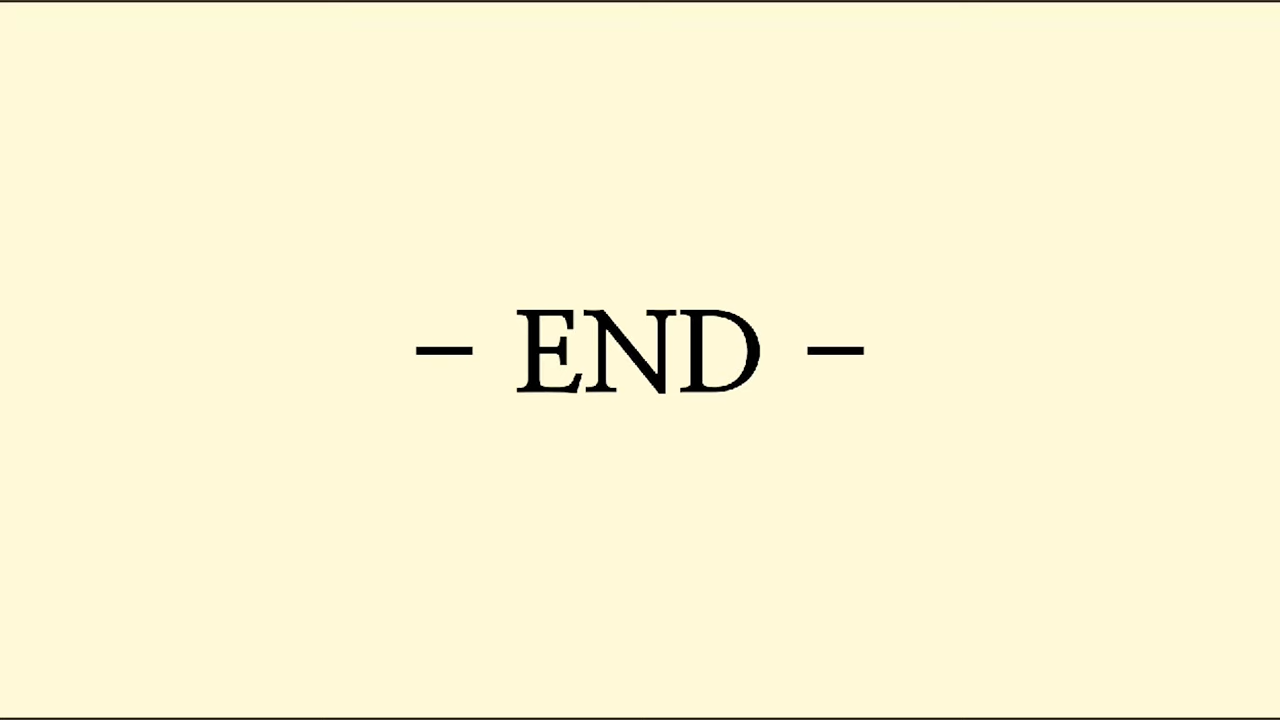 – END –